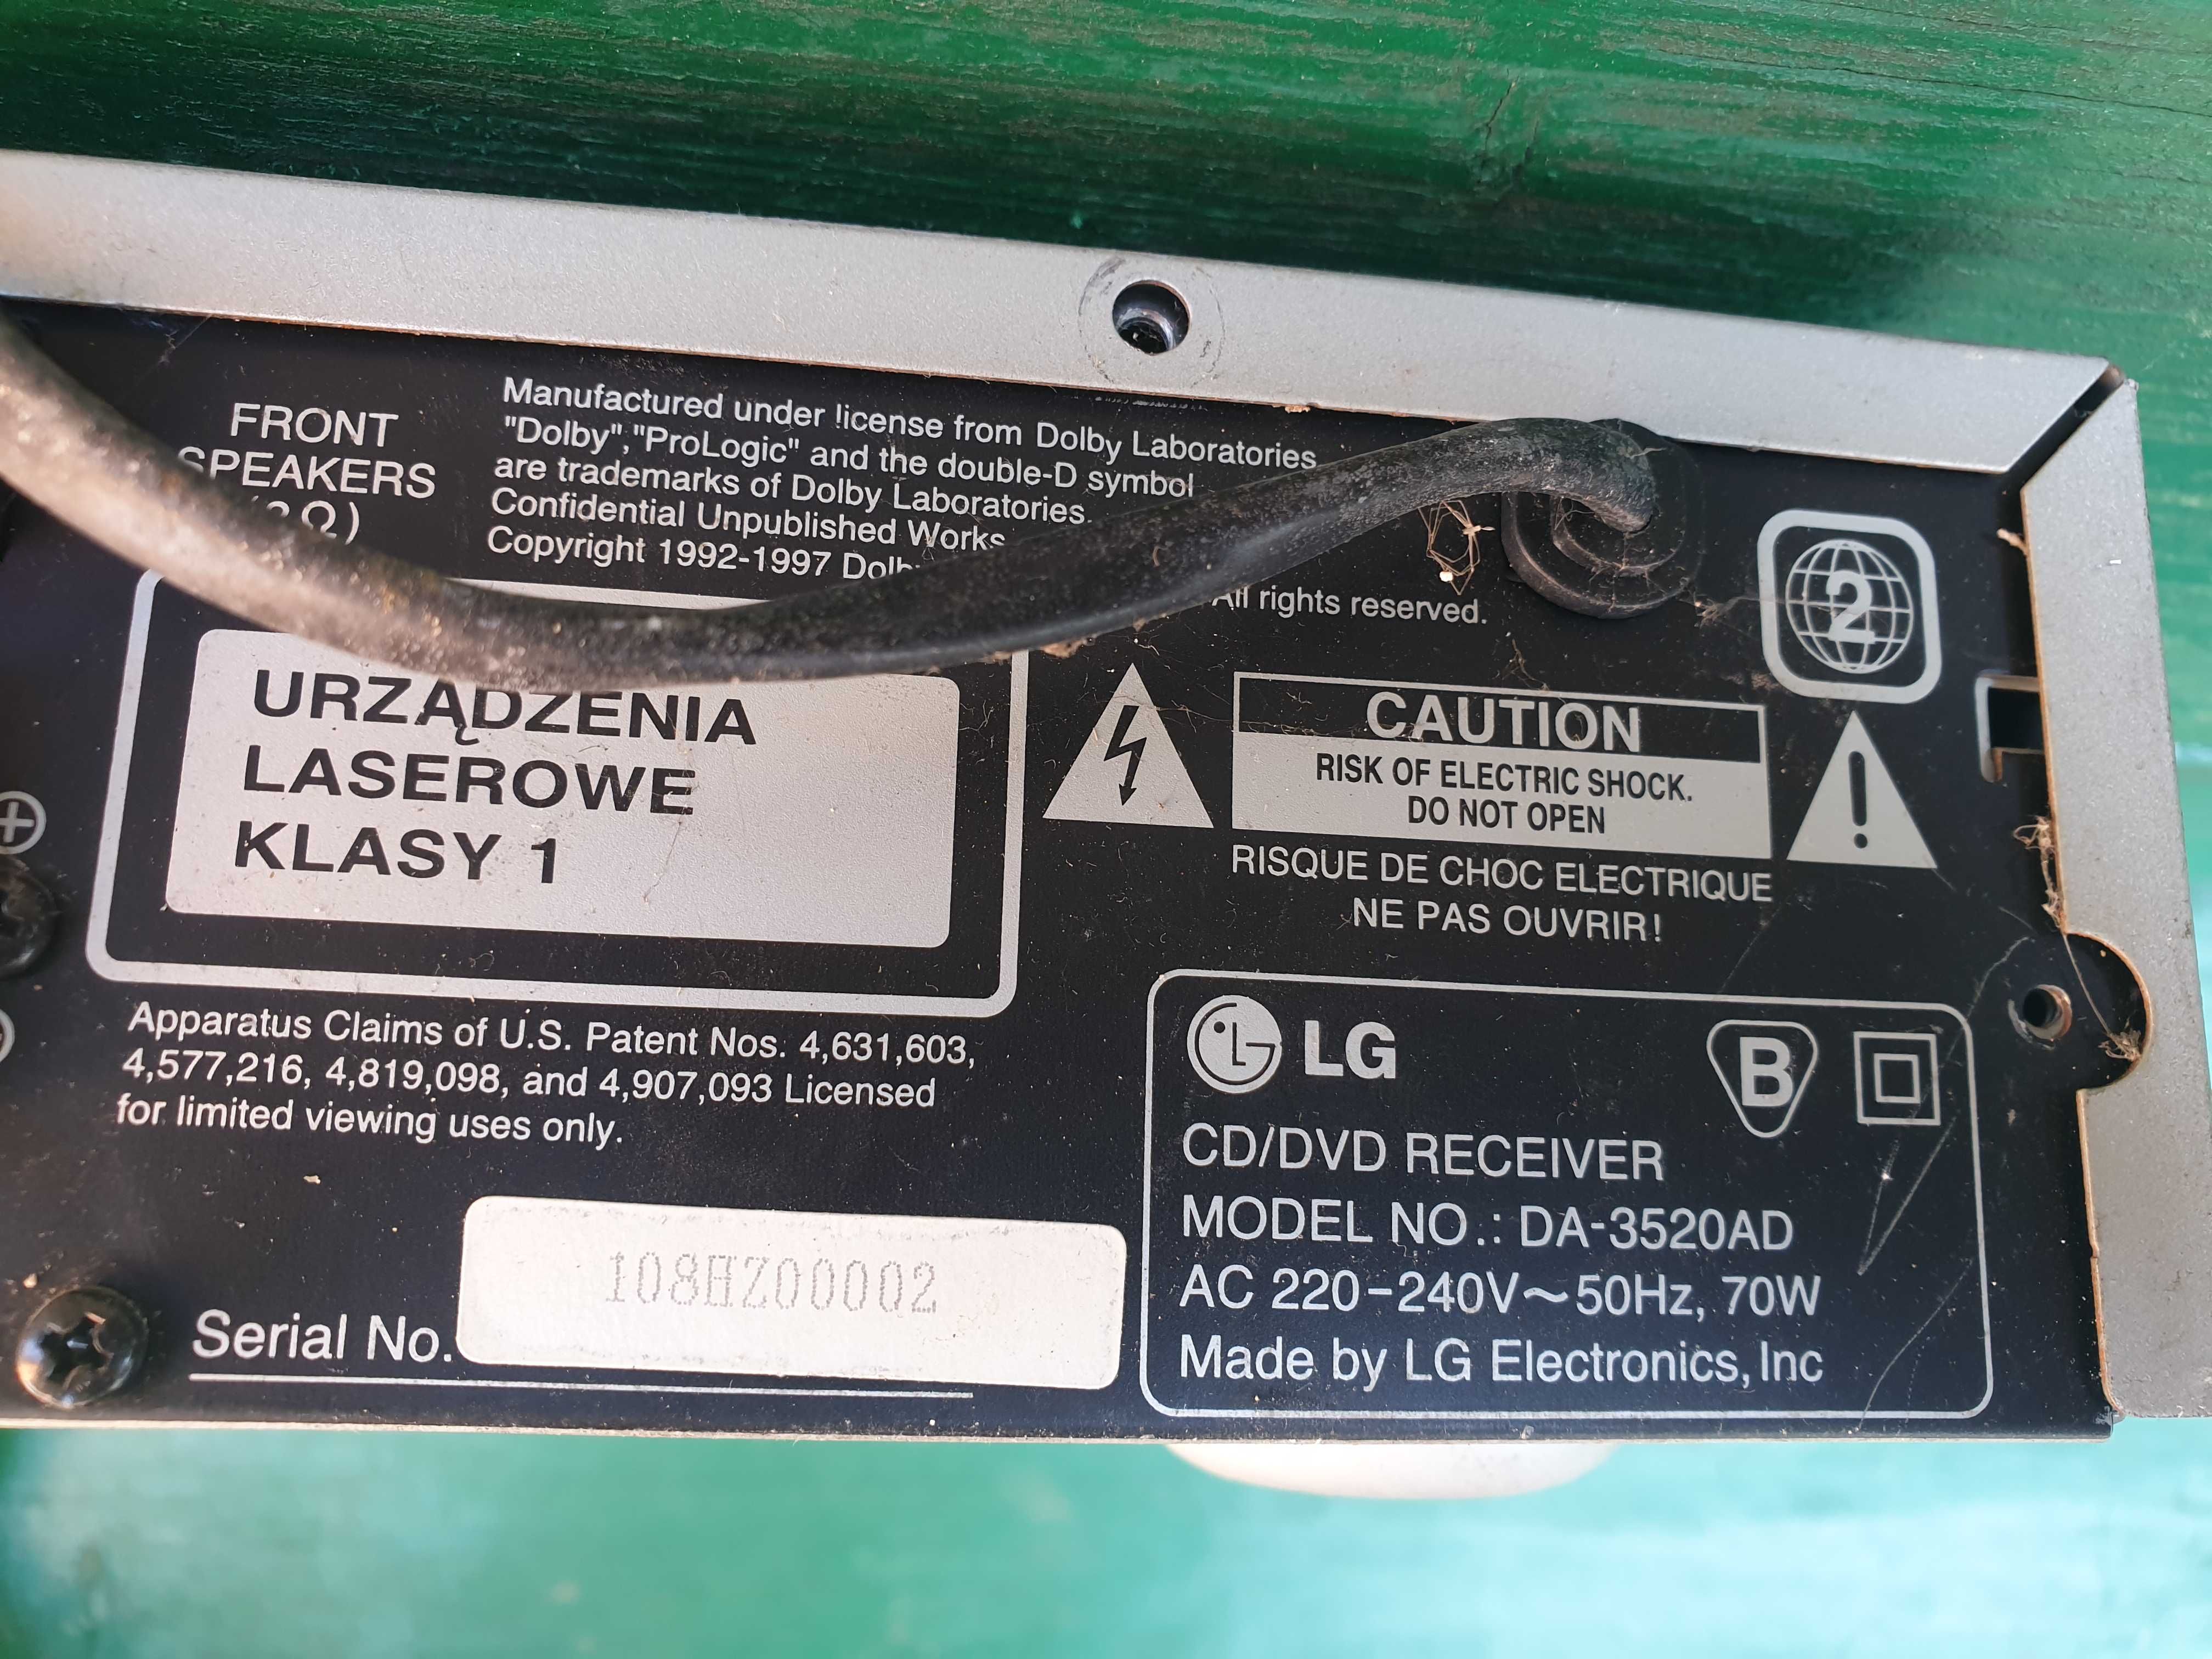 FRONT
SPEAKERS
Ω)
Manufactured under license from Dolby Laboratories
"Dolby","ProLogic" and the double-D symbol
are trademarks of Dolby Laboratories.
Confidential Unpublished Works
Copyright 1992-1997
All rights reserved.
2
URZĄDZENIA
LASEROWE
KLASY 1
CAUTION
RISK OF ELECTRIC SHOCK.
DO NOT OPEN
RISQUE DE CHOC ELECTRIQUE
NE PAS OUVRIR!
Apparatus Claims of U.S. Patent Nos. 4,631,603,
4,577,216, 4,819,098, and 4,907,093 Licensed
for limited viewing uses only.
Serial No.
108HZ00002
LG
B
CD/DVD RECEIVER
MODEL NO.: DA-3520AD
AC 220-240V~50Hz, 70W
Made by LG Electronics,Inc